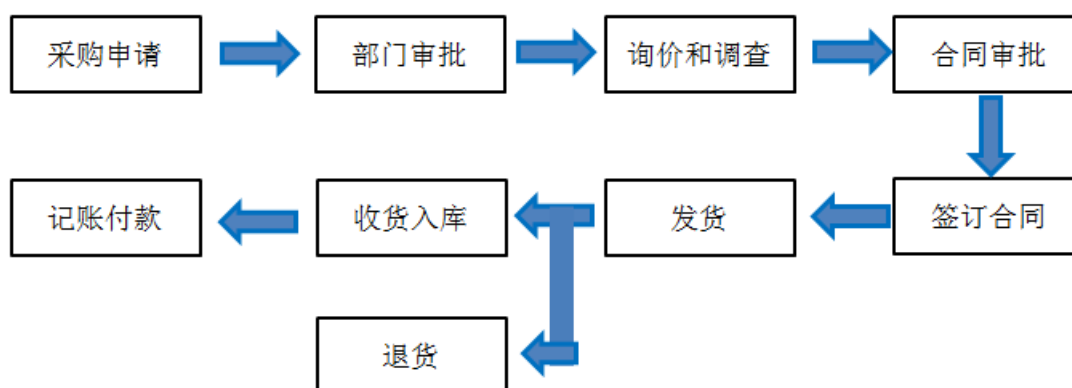 采购申请
部门审批
询价和调查
合同审批
记账付款
收货入库
发货
签订合同
退货